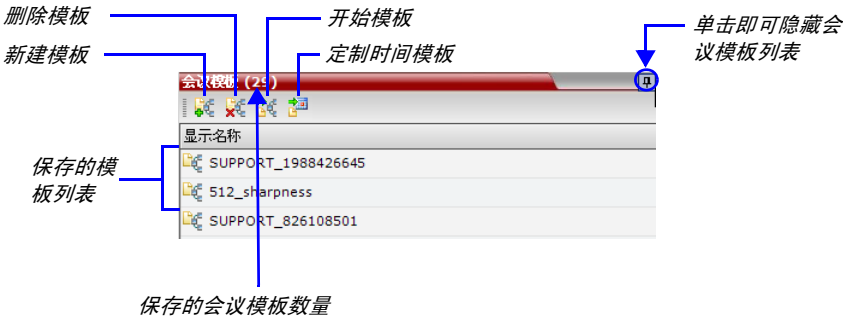 删除模板
开始模板
新建模板
定制时间模板
单击即可隐藏会
议模板列表
会议模板 (29)
显示名称
保存的模
板列表
SUPPORT_1988426645
512_sharpness
SUPPORT_826108501
保存的会议模板数量